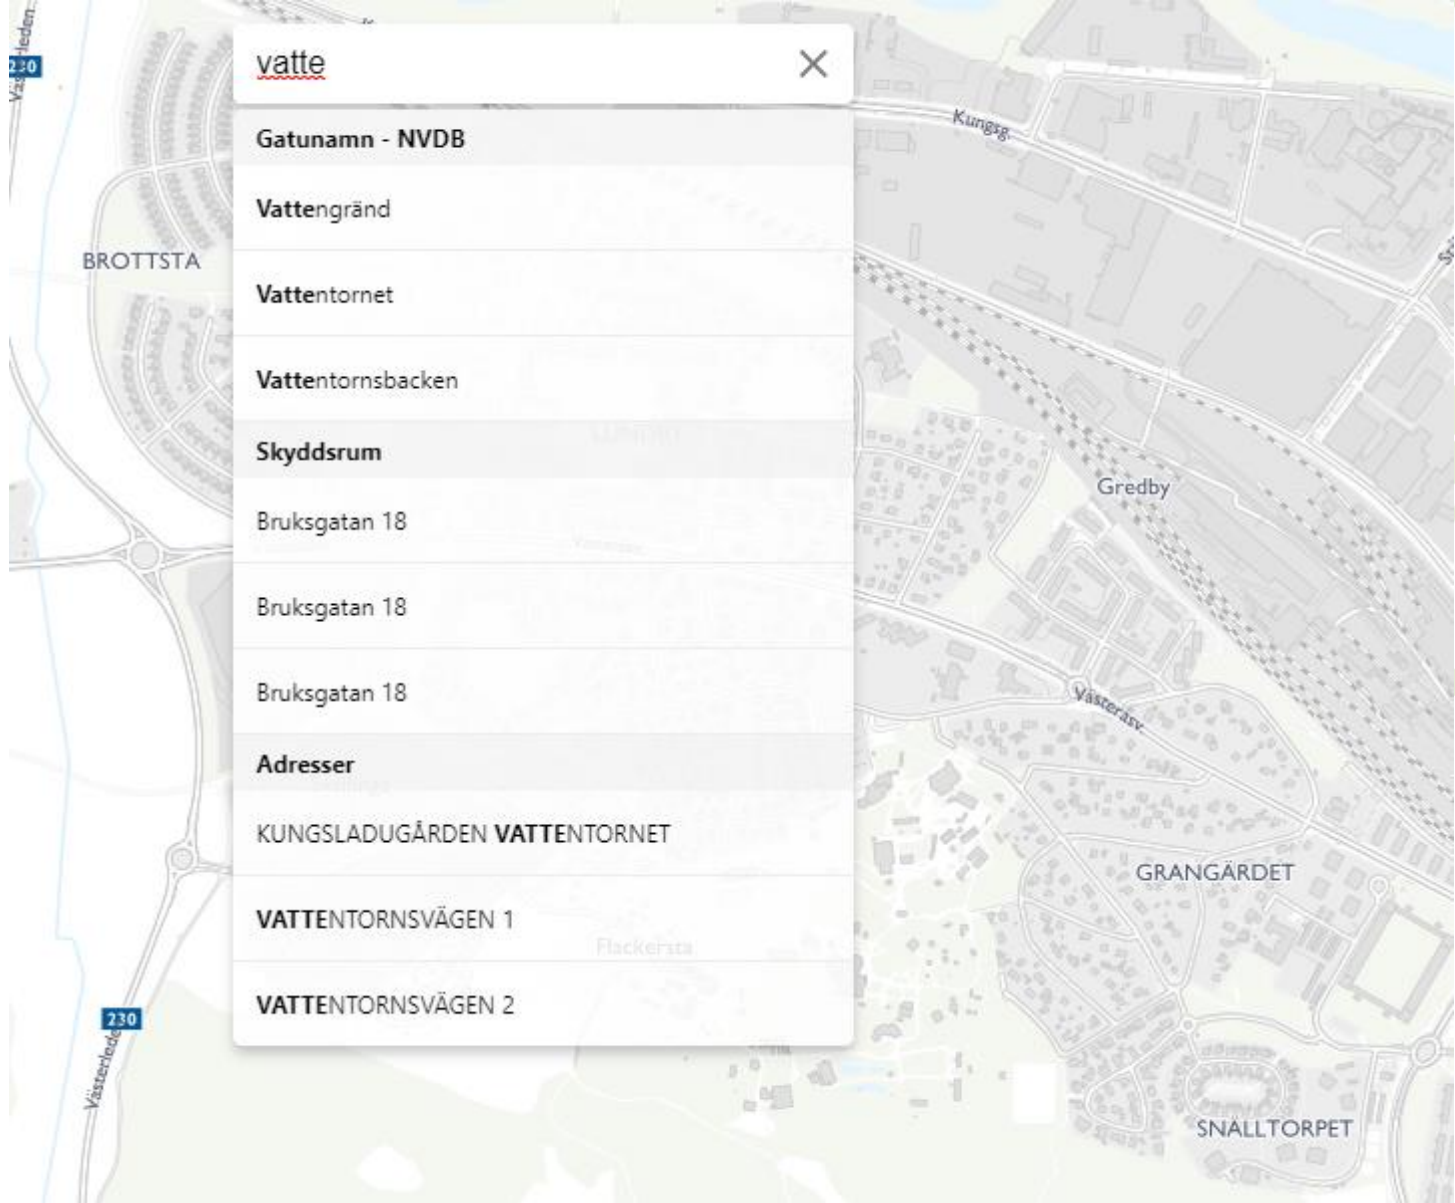 vatte
Gatunamn - NVDB
Vattengränd
Vattentornet
Vattentornsbacken
Skyddsrum
Bruksgatan 18
Bruksgatan 18
Bruksgatan 18
Adresser
KUNGSLADUGÅRDEN VATTENTORNET
VATTENTORNSVÄGEN 1
VATTENTORNSVÄGEN 2
230
Kungsg.
BROTTSTA
Gredby
Västeråsv.
GRANGÄRDET
Flackersta
230
Västerleden
SNÄLLTORPET